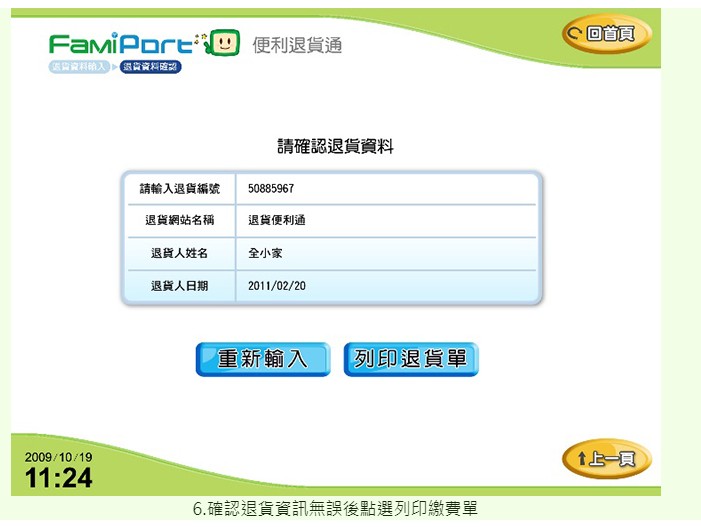 FamiPort 便利退貨通
回首頁
退貨資料輸入 退貨資料確認
請確認退貨資料
請輸入退貨編號 50885967
退貨網站名稱 退貨便利通
退貨人姓名 全小家
退貨人日期 2011/02/20
重新輸入 列印退貨單
2009/10/19
11:24
上一頁
6.確認退貨資訊無誤後點選列印繳費單